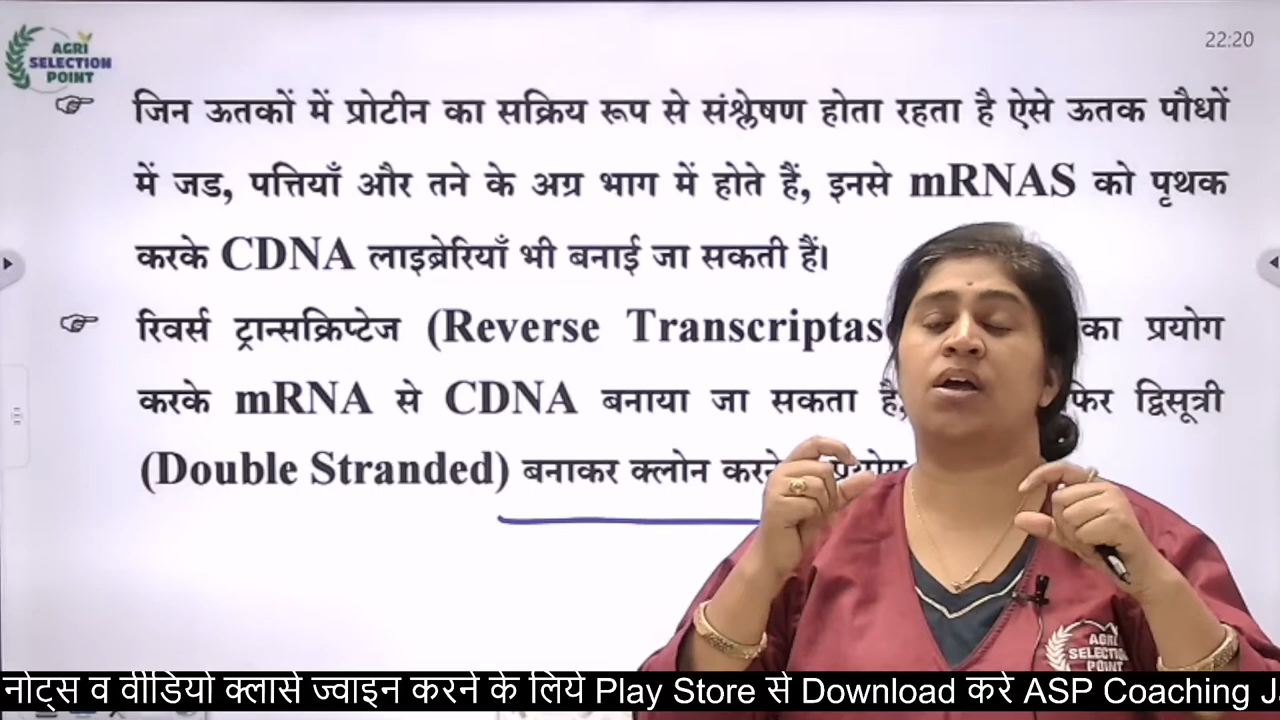 AGRI
SELECTION
POINT
22:20
जिन ऊतकों में प्रोटीन का सक्रिय रूप से संश्लेषण होता रहता है ऐसे ऊतक पौधों
में जड, पत्तियाँ और तने के अग्र भाग में होते हैं, इनसे mRNAS को पृथक
करके CDNA लाइब्रेरियाँ भी बनाई जा सकती हैं।
रिवर्स ट्रान्सक्रिप्टेज (Reverse Transcriptas का प्रयोग
करके mRNA से CDNA बनाया जा सकता है, फिर द्विसूत्री
(Double Stranded) बनाकर क्लोन करने प्रयोग
AGRI
SELECTION
POINT
नोट्स व वीडियो क्लासे ज्वाइन करने के लिये Play Store से Download करे ASP Coaching J